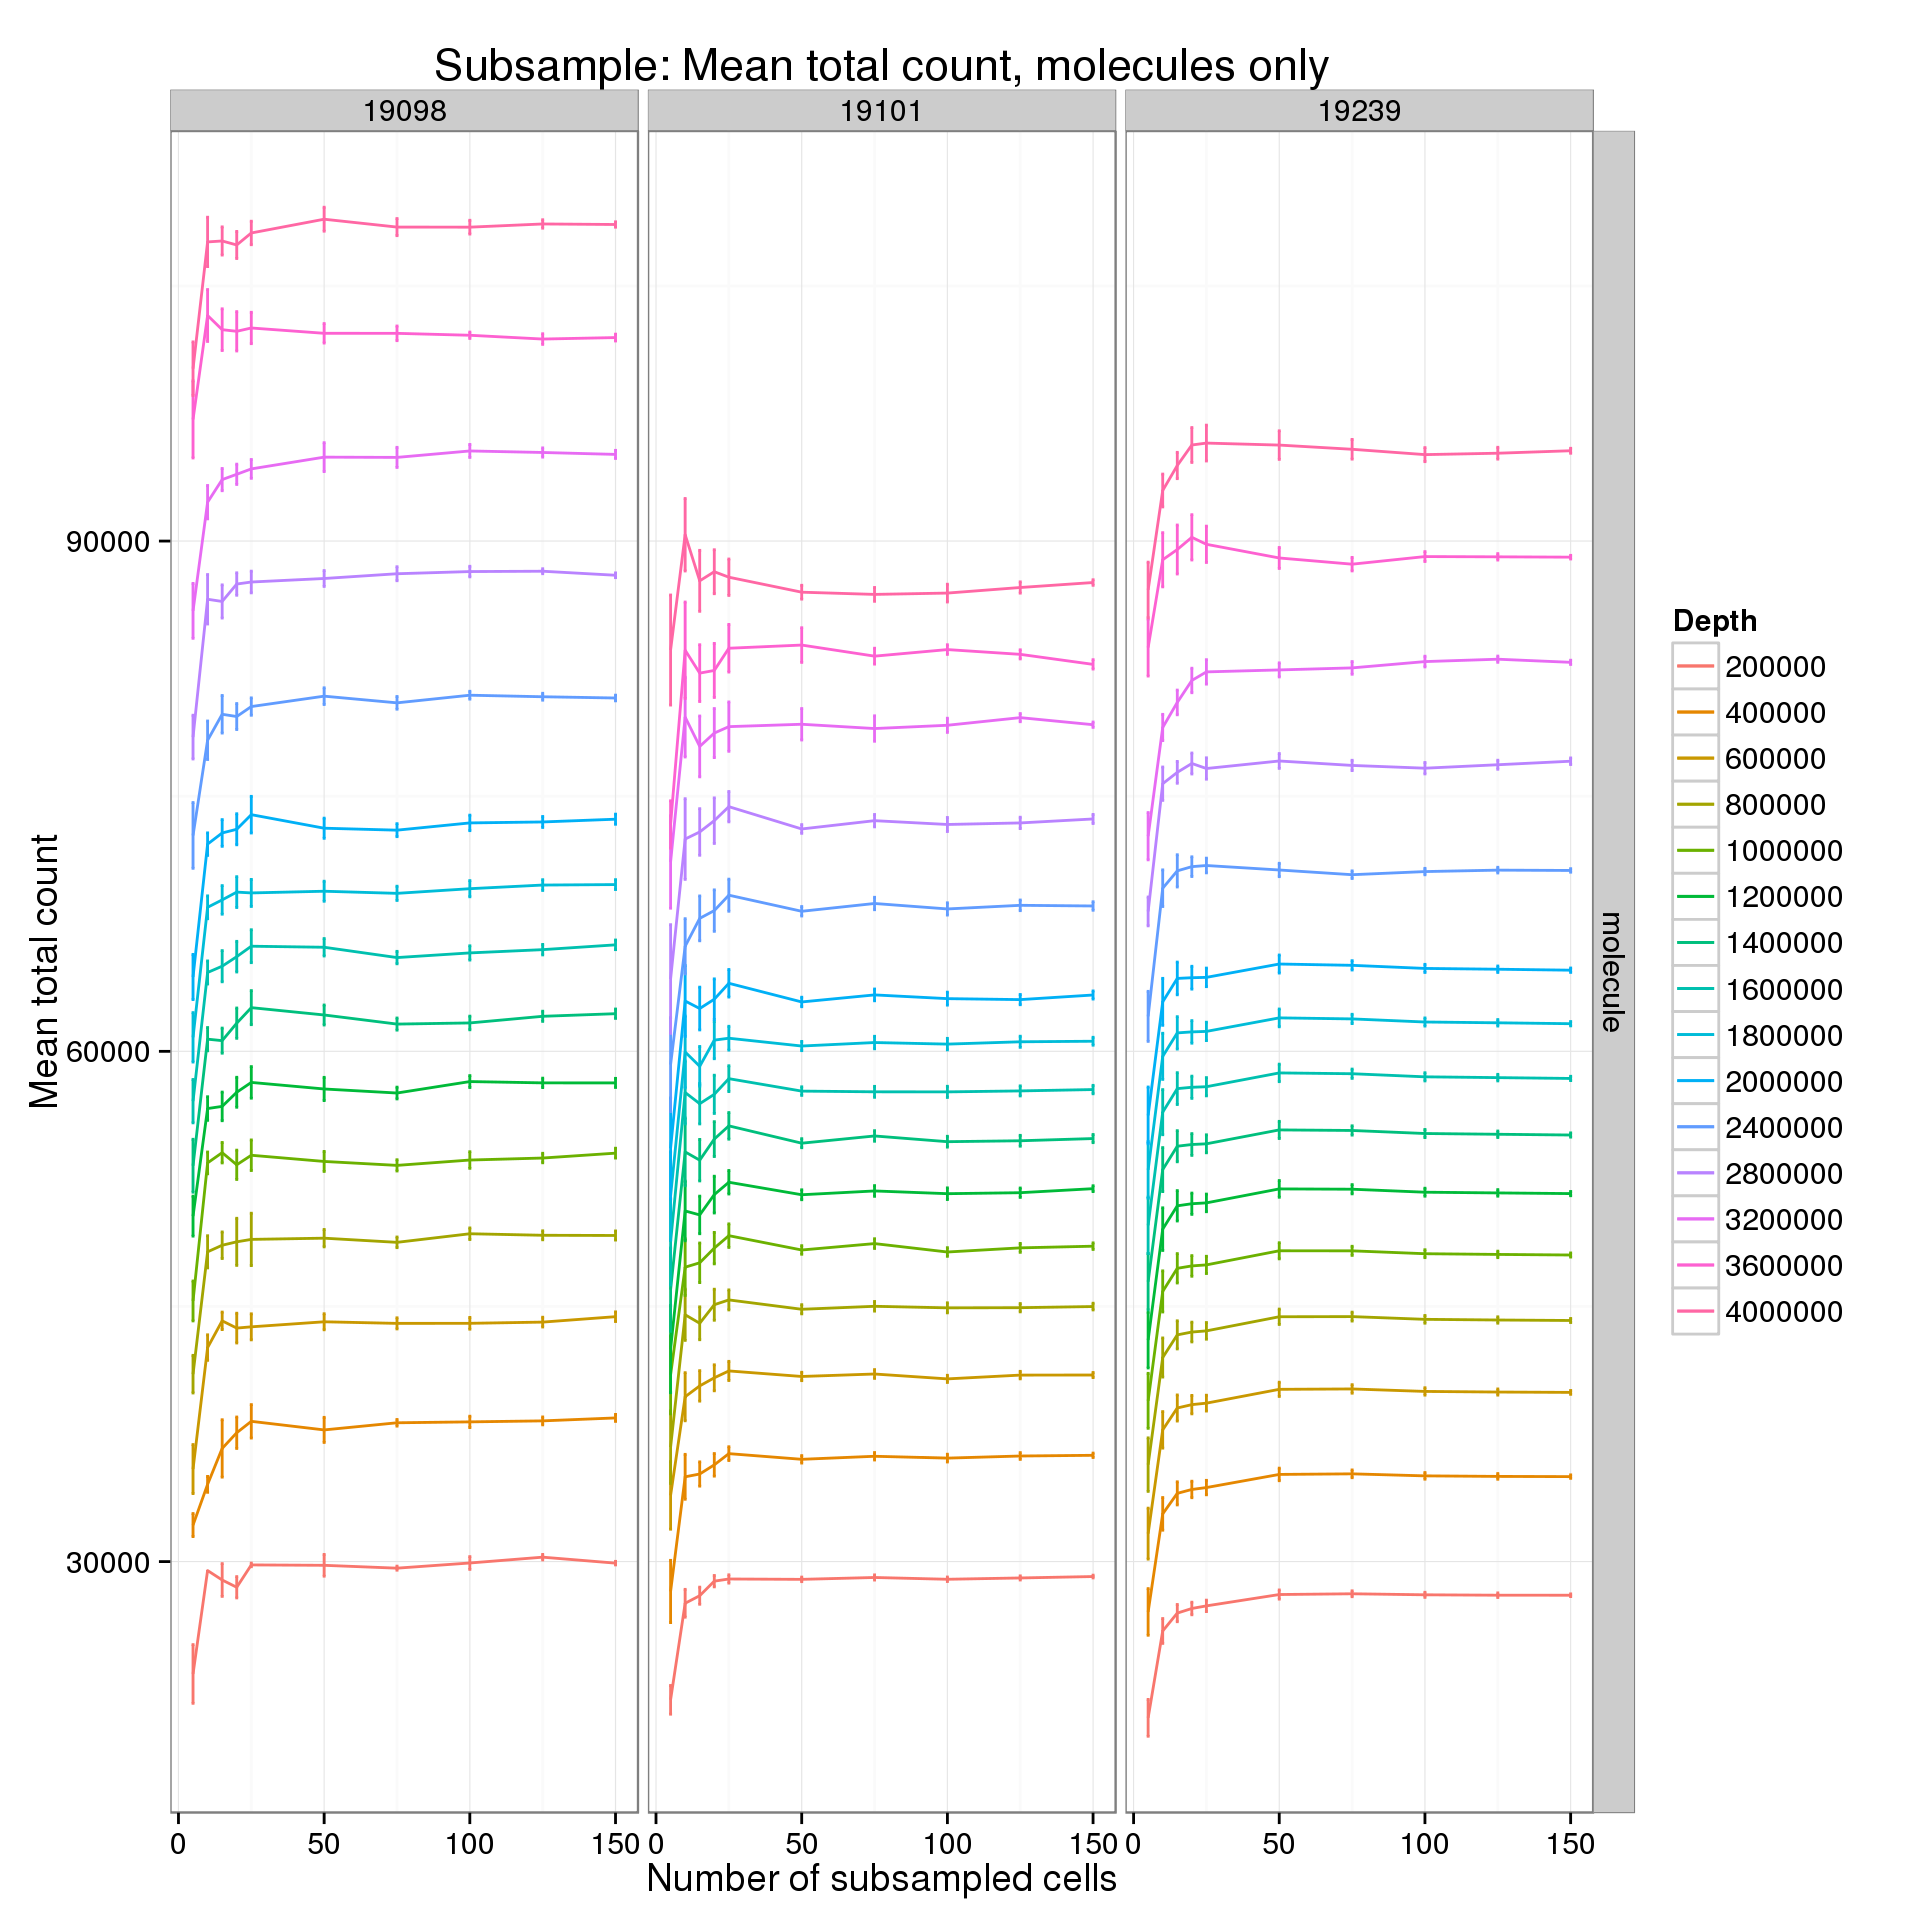 Subsample: Mean total count, molecules only
19098
19101
19239
90000
60000
30000
Mean total count
molecule
0 50 100 150
0 50 100 150
0 50 100 150
Number of subsampled cells
Depth
200000
400000
600000
800000
1000000
1200000
1400000
1600000
1800000
2000000
2400000
2800000
3200000
3600000
4000000